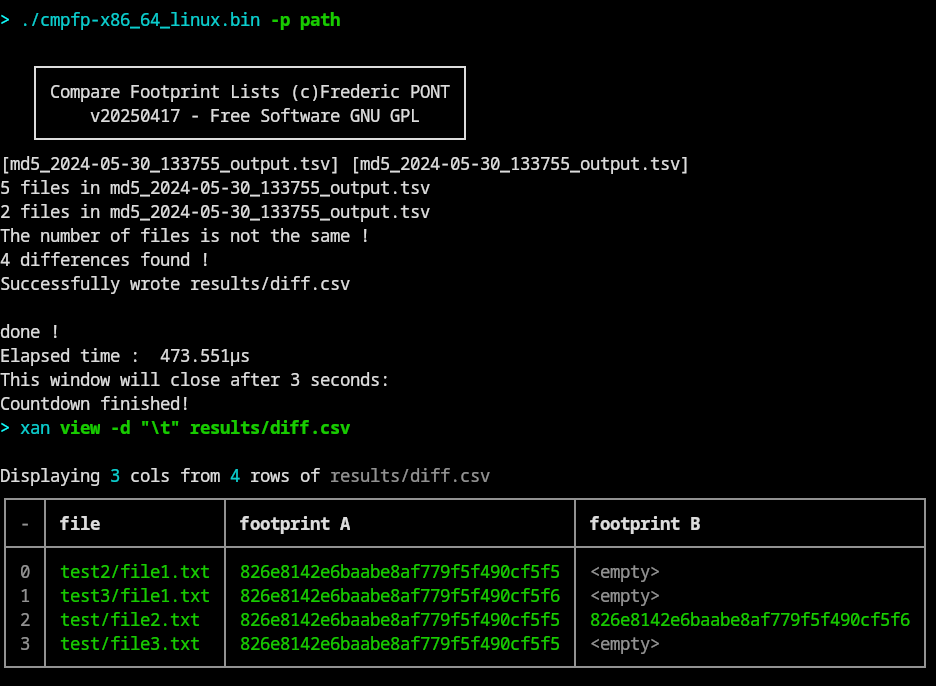 > ./cmpfp-x86_64_linux.bin -p path
Compare Footprint Lists (c)Frederic PONT
v20250417 - Free Software GNU GPL
[md5_2024-05-30_133755_output.tsv] [md5_2024-05-30_133755_output.tsv]
5 files in md5_2024-05-30_133755_output.tsv
2 files in md5_2024-05-30_133755_output.tsv
The number of files is not the same !
4 differences found !
Successfully wrote results/diff.csv
done !
Elapsed time :  473.551µs
This window will close after 3 seconds:
Countdown finished!
> xan view -d "\t" results/diff.csv
Displaying 3 cols from 4 rows of results/diff.csv
- file footprint A footprint B
0 test2/file1.txt 826e8142e6baabe8af779f5f490cf5f5 <empty>
1 test3/file1.txt 826e8142e6baabe8af779f5f490cf5f6 <empty>
2 test/file2.txt 826e8142e6baabe8af779f5f490cf5f5 826e8142e6baabe8af779f5f490cf5f6
3 test/file3.txt 826e8142e6baabe8af779f5f490cf5f5 <empty>